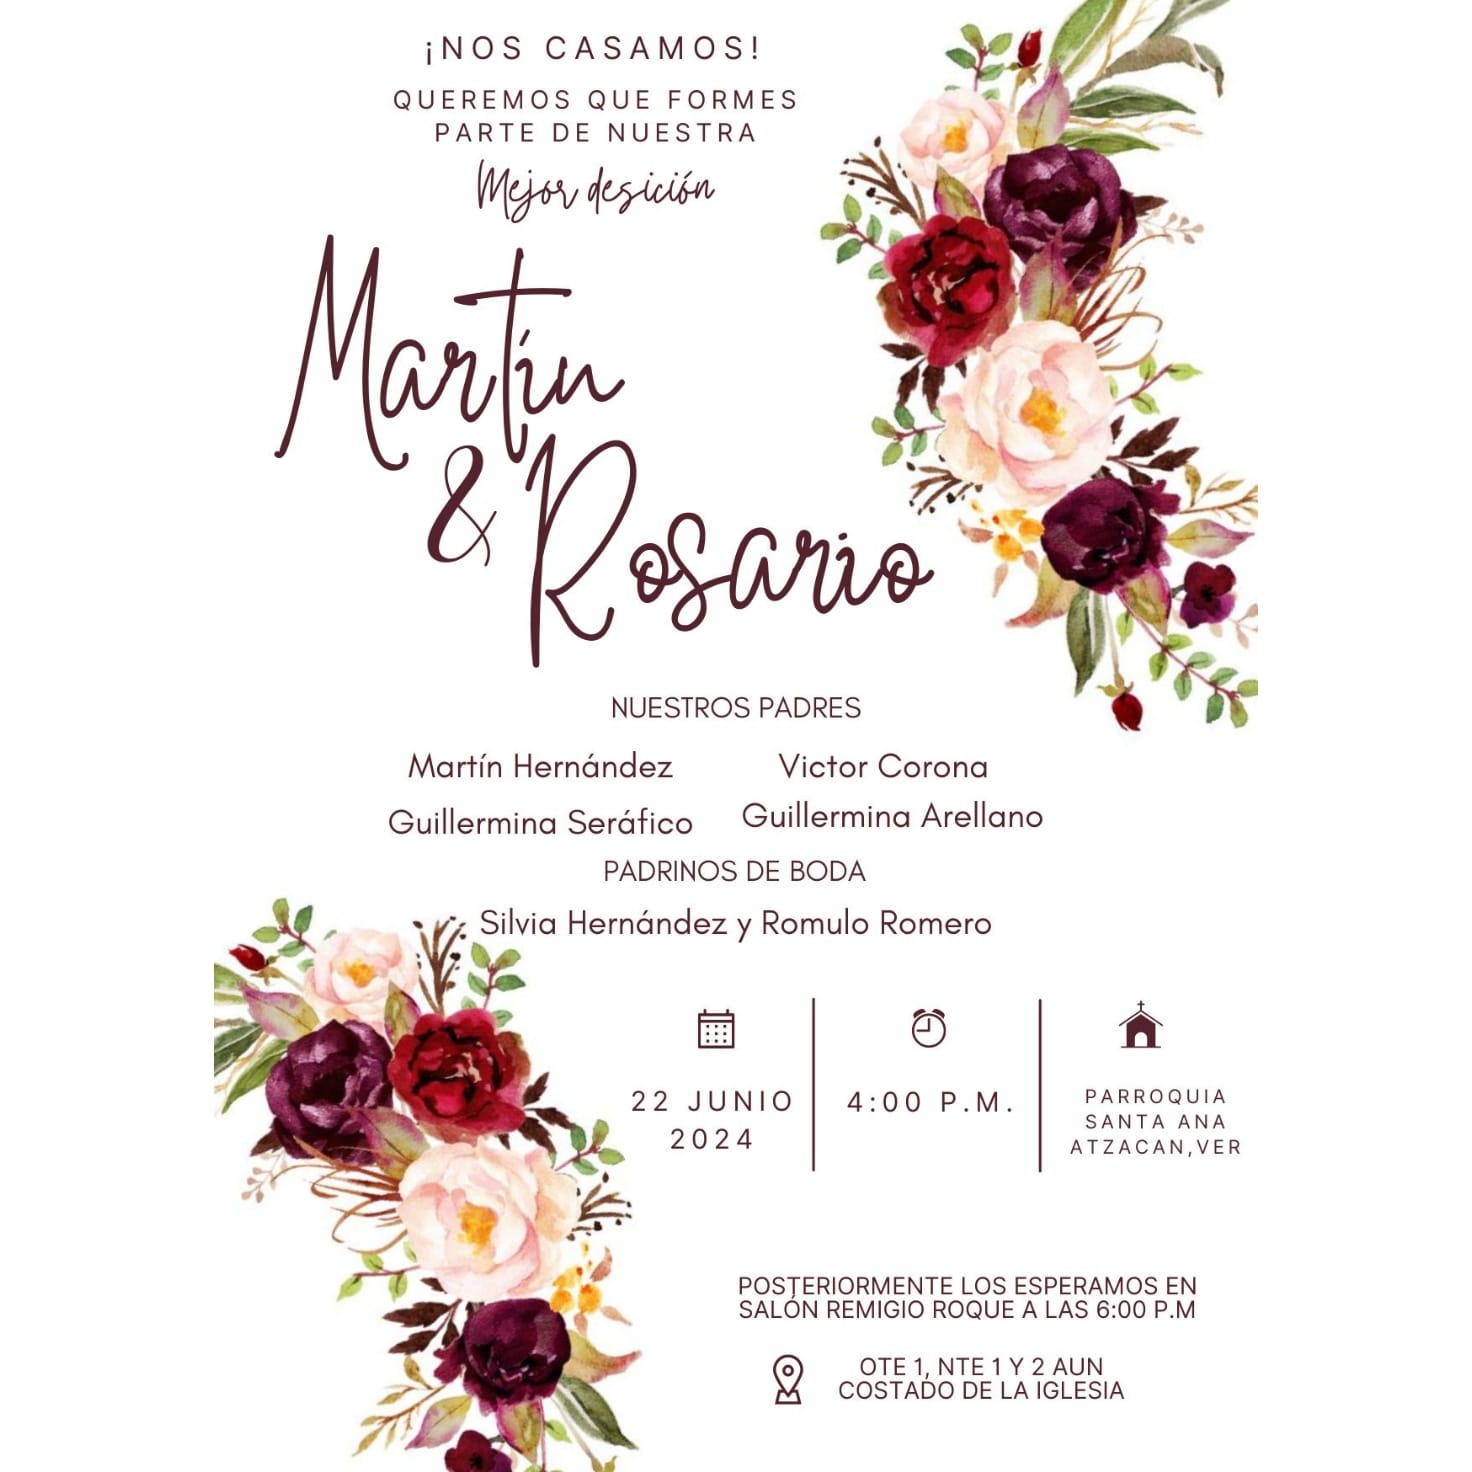 ¡NOS CASAMOS!
QUEREMOS QUE FORMES
PARTE DE NUESTRA
Mejor desición
Martín
&
Rosario
NUESTROS PADRES
Martín Hernández
Guillermina Seráfico
Victor Corona
Guillermina Arellano
PADRINOS DE BODA
Silvia Hernández y Romulo Romero
22 JUNIO
2024
4:00 P.M.
PARROQUIA
SANTA ANA
ATZACAN,VER
POSTERIORMENTE LOS ESPERAMOS EN
SALÓN REMIGIO ROQUE A LAS 6:00 P.M
OTE 1, NTE 1 Y 2 AUN
COSTADO DE LA IGLESIA